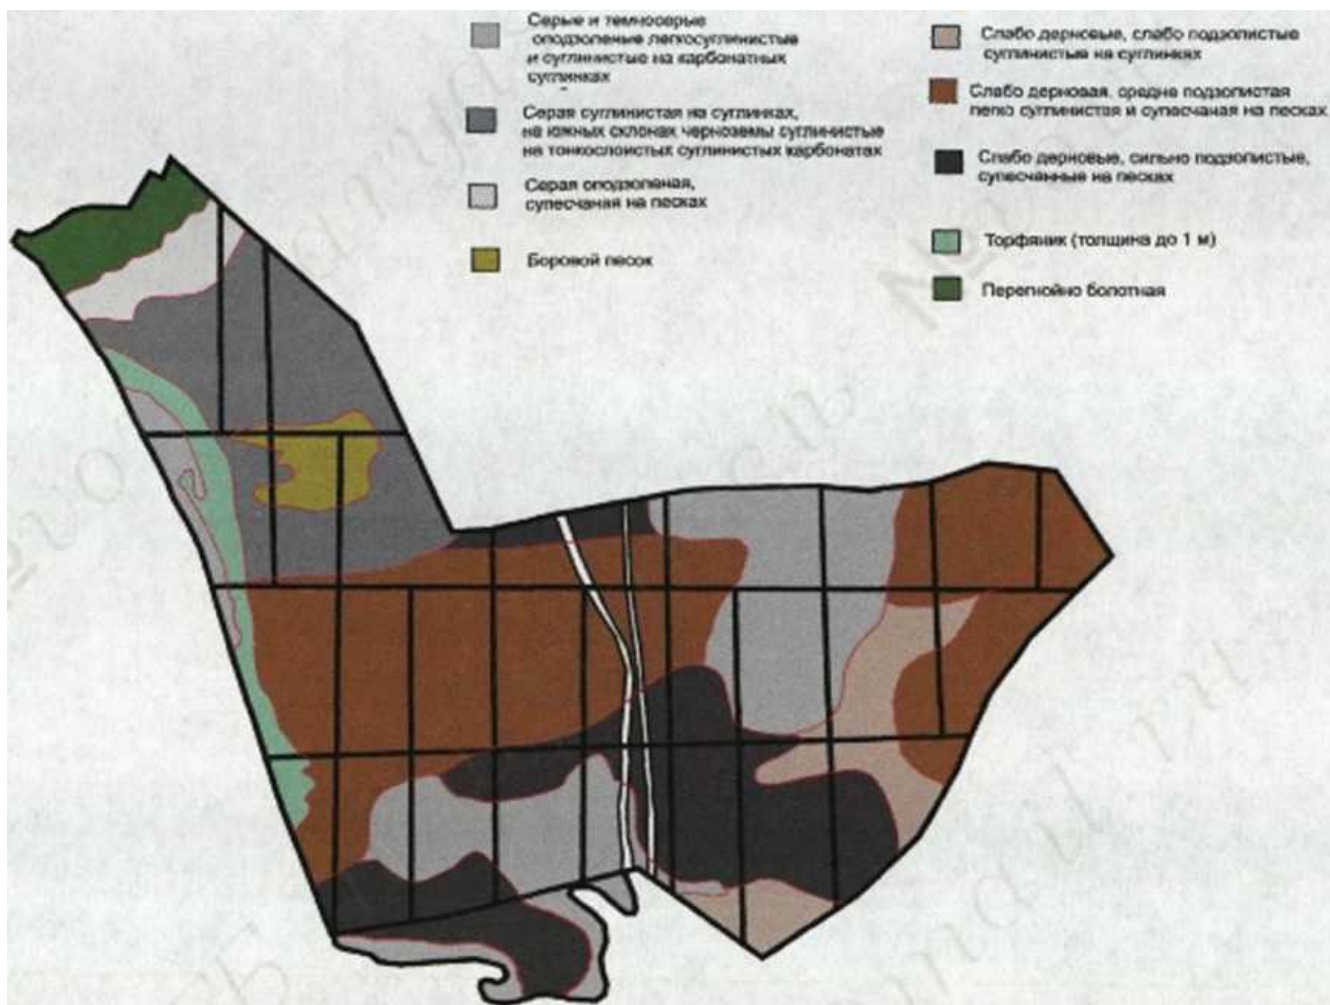 Серые и темносерые
оподзоленые легкосуглинистые
и суглинистые на карбонатных
суглинках
Серая суглинистая на суглинках,
на южных склонах черноземы суглинистые
на тонкослоистых суглинистых карбонатах
Серая оподзоленая,
супесчаная на песках
Боровой песок
Слабо дерновые, слабо подзолистые
суглинистые на суглинках
Слабо дерновая, средне подзолистая
легко суглинистая и супесчаная на песках
Слабо дерновые, сильно подзолистые,
супесчанные на песках
Торфяник (толщина до 1 м)
Перегнойно болотная